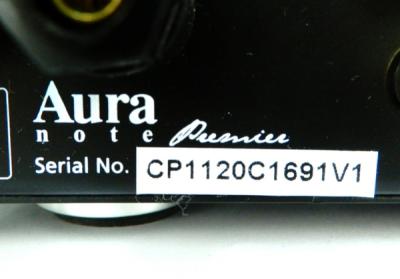 Aura
note Premier
Serial No. CP1120C1691V1